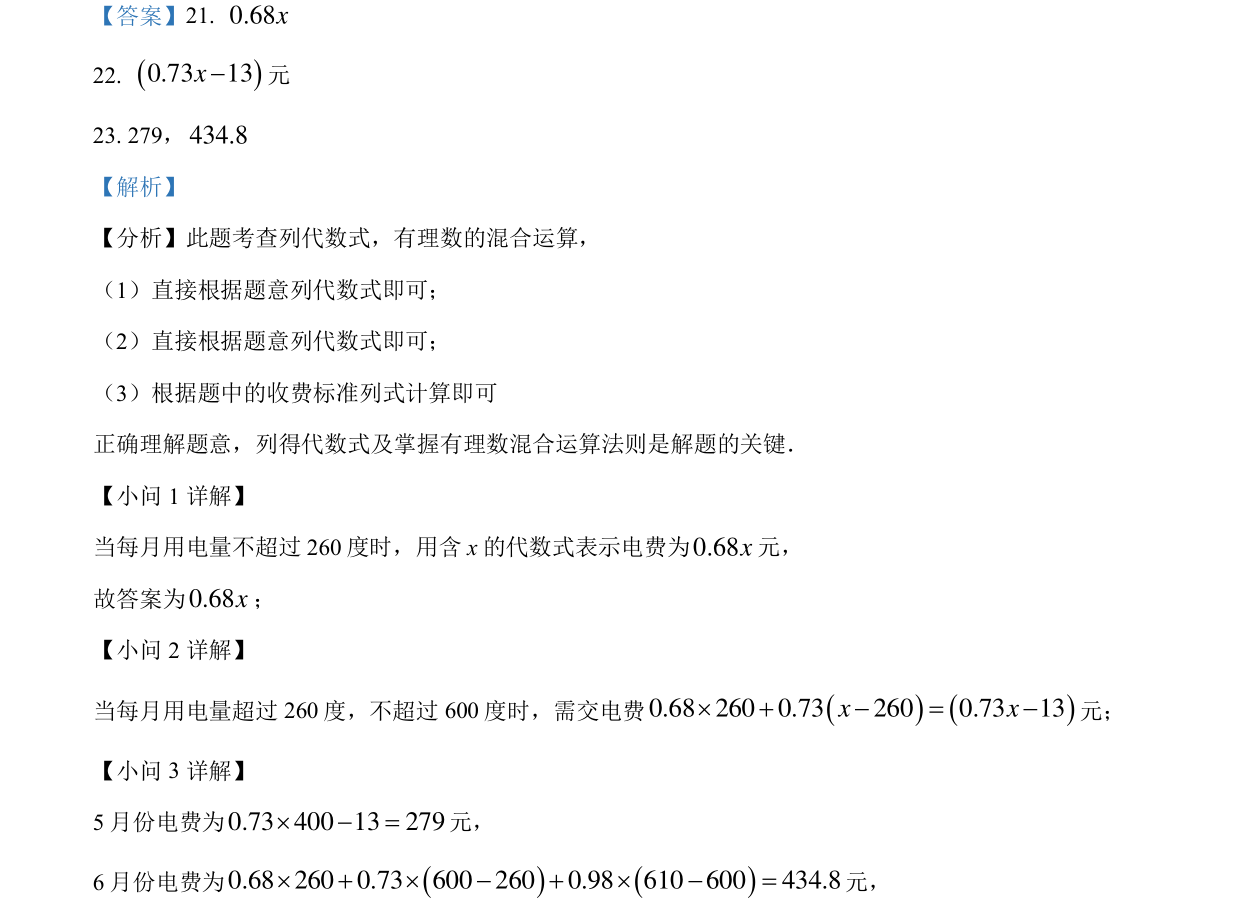 【答案】21. 0.68x
22. (0.73x−13)元
23. 279，434.8
【解析】
【分析】此题考查列代数式，有理数的混合运算，
（1）直接根据题意列代数式即可；
（2）直接根据题意列代数式即可；
（3）根据题中的收费标准列式计算即可
正确理解题意，列得代数式及掌握有理数混合运算法则是解题的关键．
【小问 1 详解】
当每月用电量不超过 260 度时，用含 x 的代数式表示电费为0.68x 元，
故答案为0.68x；
【小问 2 详解】
当每月用电量超过 260 度，不超过 600 度时，需交电费0.68×260+0.73(x−260)=(0.73x−13)元；
【小问 3 详解】
5 月份电费为0.73×400−13=279元，
6 月份电费为0.68×260+0.73×(600−260)+0.98×(610−600)=434.8元，